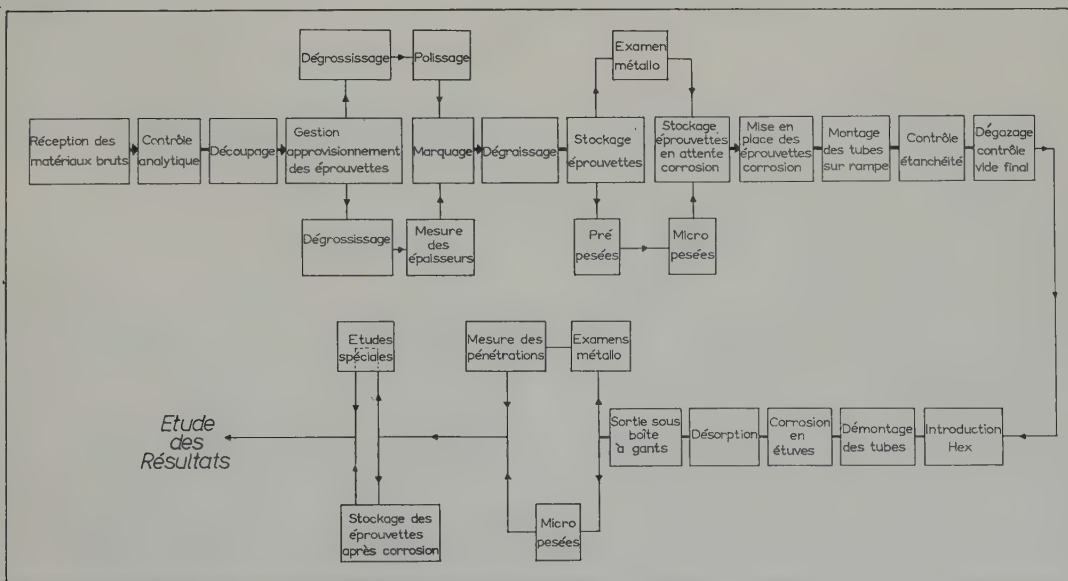 Dégrossissage
Polissage
Examen
métallo
Réception des
matériaux bruts
Contrôle
analytique
Découpage
Gestion
approvisionnement
des éprouvettes
Marquage
Dégraissage
Stockage
éprouvettes
Stockage
éprouvettes
en attente
corrosion
Mise en
place des
éprouvettes
corrosion
Montage
des tubes
sur rampe
Contrôle
étanchéité
Dégazage
contrôle
vide final
Dégrossissage
Mesure
des
épaisseurs
Pré
pesées
Micro
pesées
Etudes
spéciales
Mesure des
pénétrations
Examens
métallo
Etude
des
Résultats
Sortie sous
boîte
à gants
Désorption
Corrosion
en
étuves
Démontage
des tubes
Introduction
Hex
Stockage des
éprouvettes
après corrosion
Micro
pesées